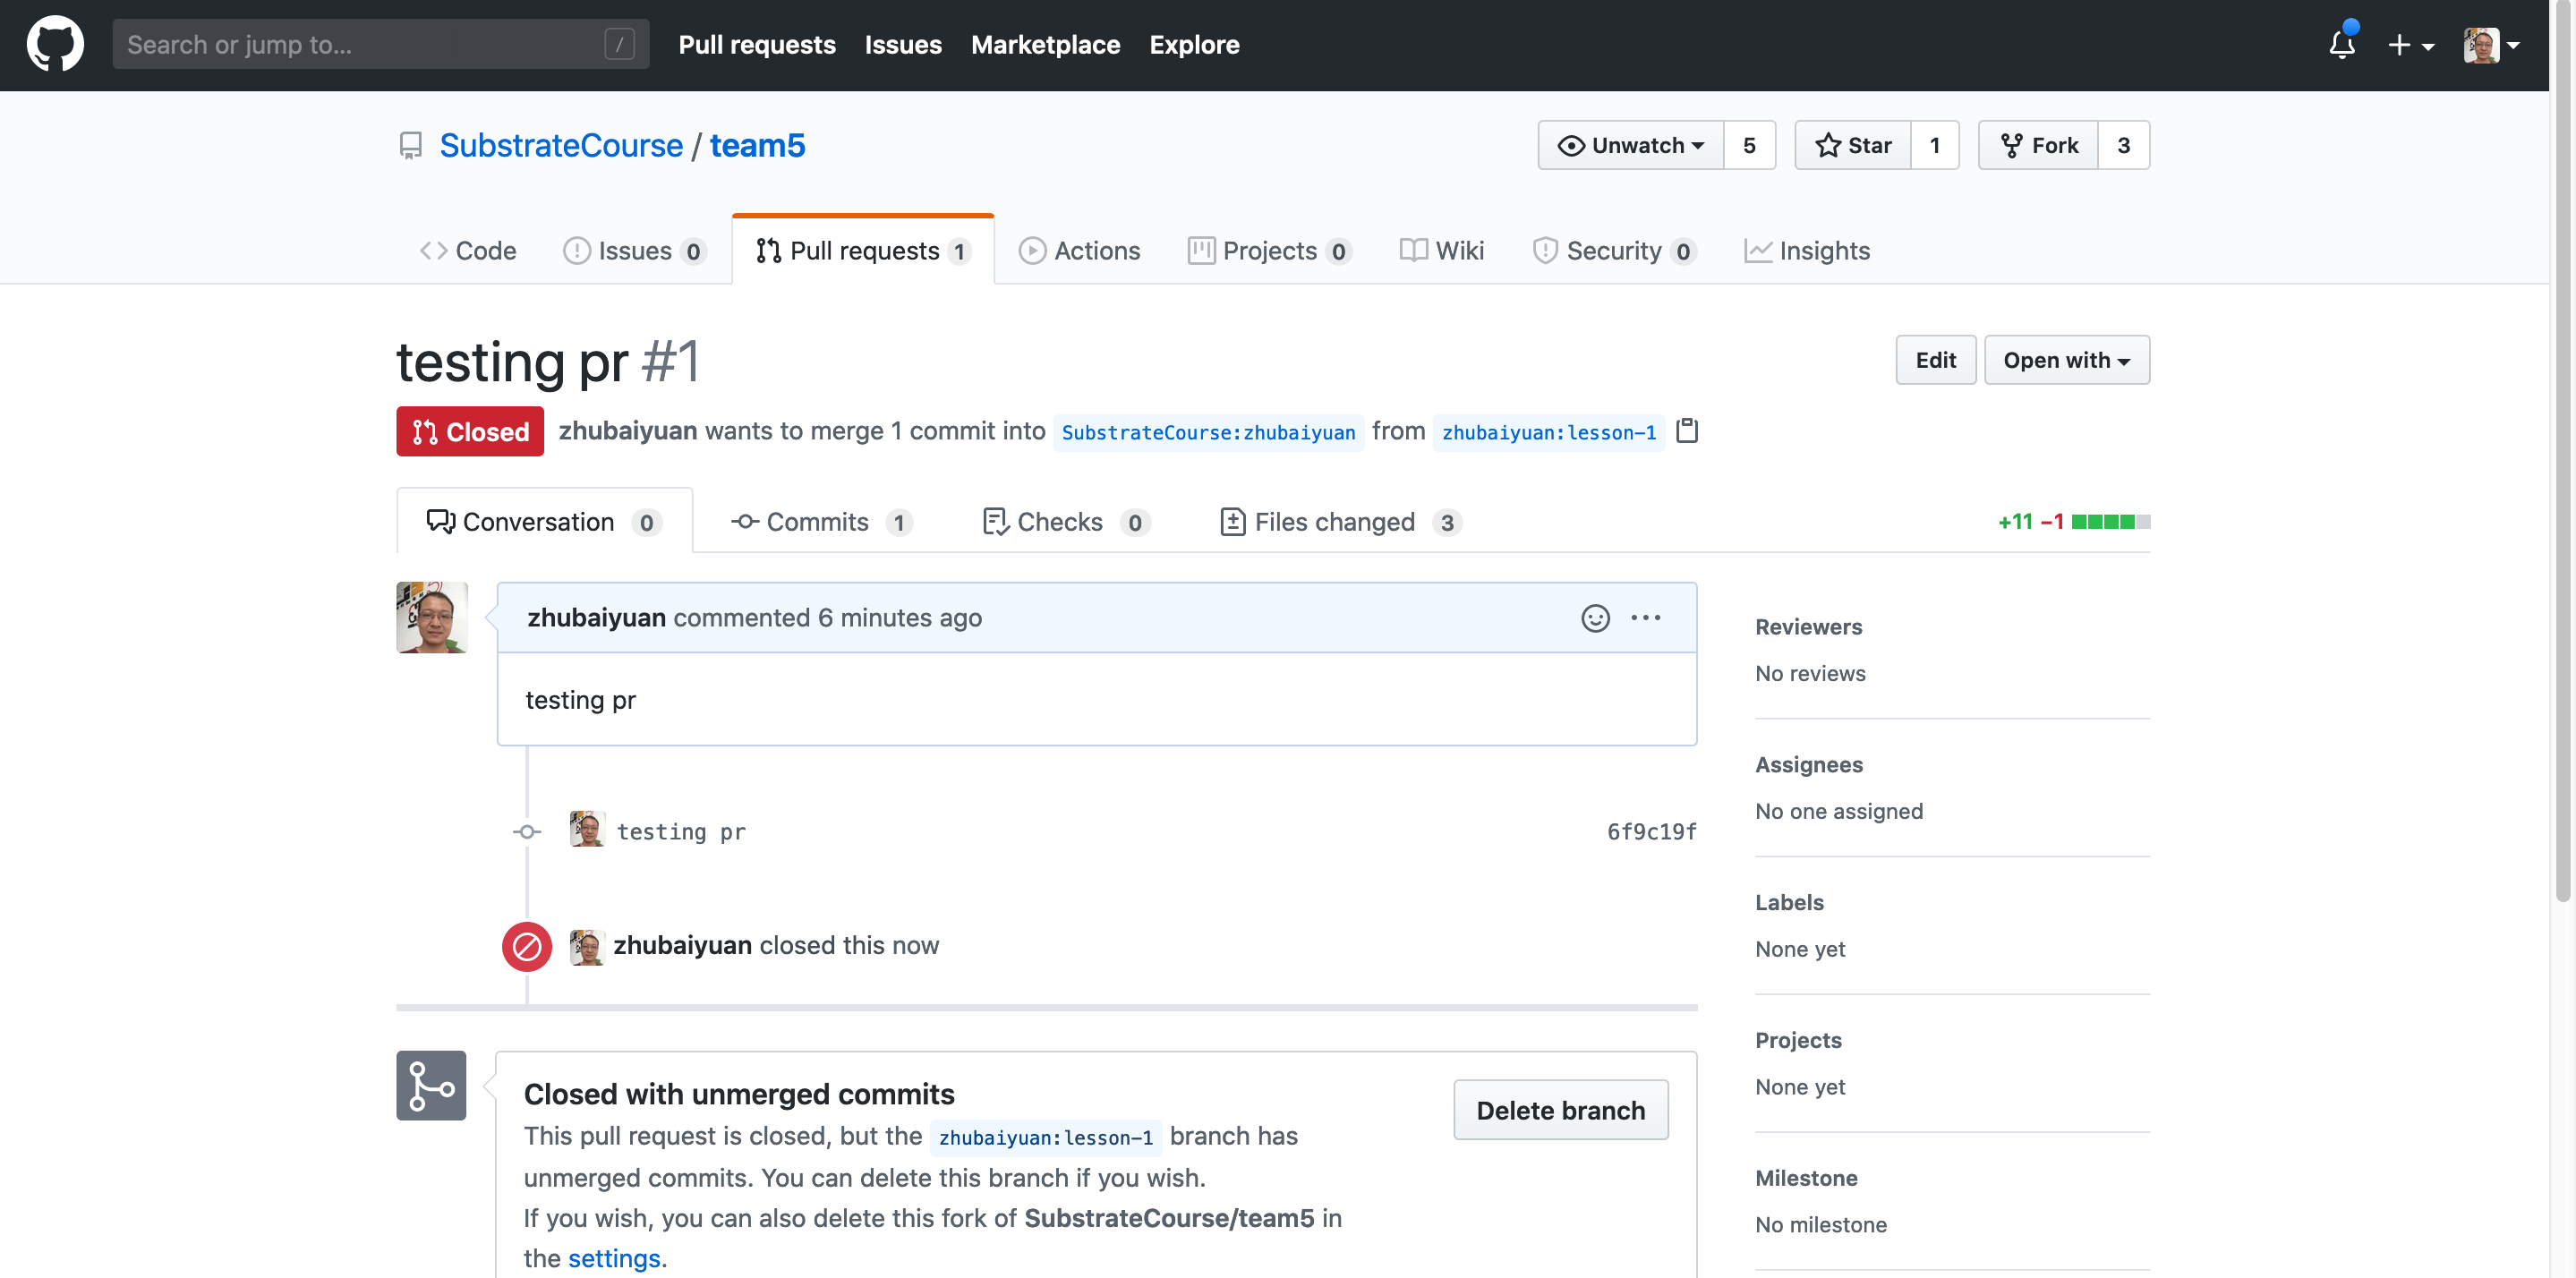 Search or jump to... /
Pull requests Issues Marketplace Explore
SubstrateCourse / team5
Unwatch 5 Star 1 Fork 3
Code Issues 0 Pull requests 1 Actions Projects 0 Wiki Security 0 Insights
testing pr #1
Edit Open with
Closed zhubaiyuan wants to merge 1 commit into SubstrateCourse:zhubaiyuan from zhubaiyuan:lesson-1
Conversation 0 Commits 1 Checks 0 Files changed 3 +11 −1
zhubaiyuan commented 6 minutes ago
testing pr
testing pr 6f9c19f
zhubaiyuan closed this now
Closed with unmerged commits
This pull request is closed, but the zhubaiyuan:lesson-1 branch has
unmerged commits. You can delete this branch if you wish.
If you wish, you can also delete this fork of SubstrateCourse/team5 in
the settings.
Delete branch
Reviewers
No reviews
Assignees
No one assigned
Labels
None yet
Projects
None yet
Milestone
No milestone